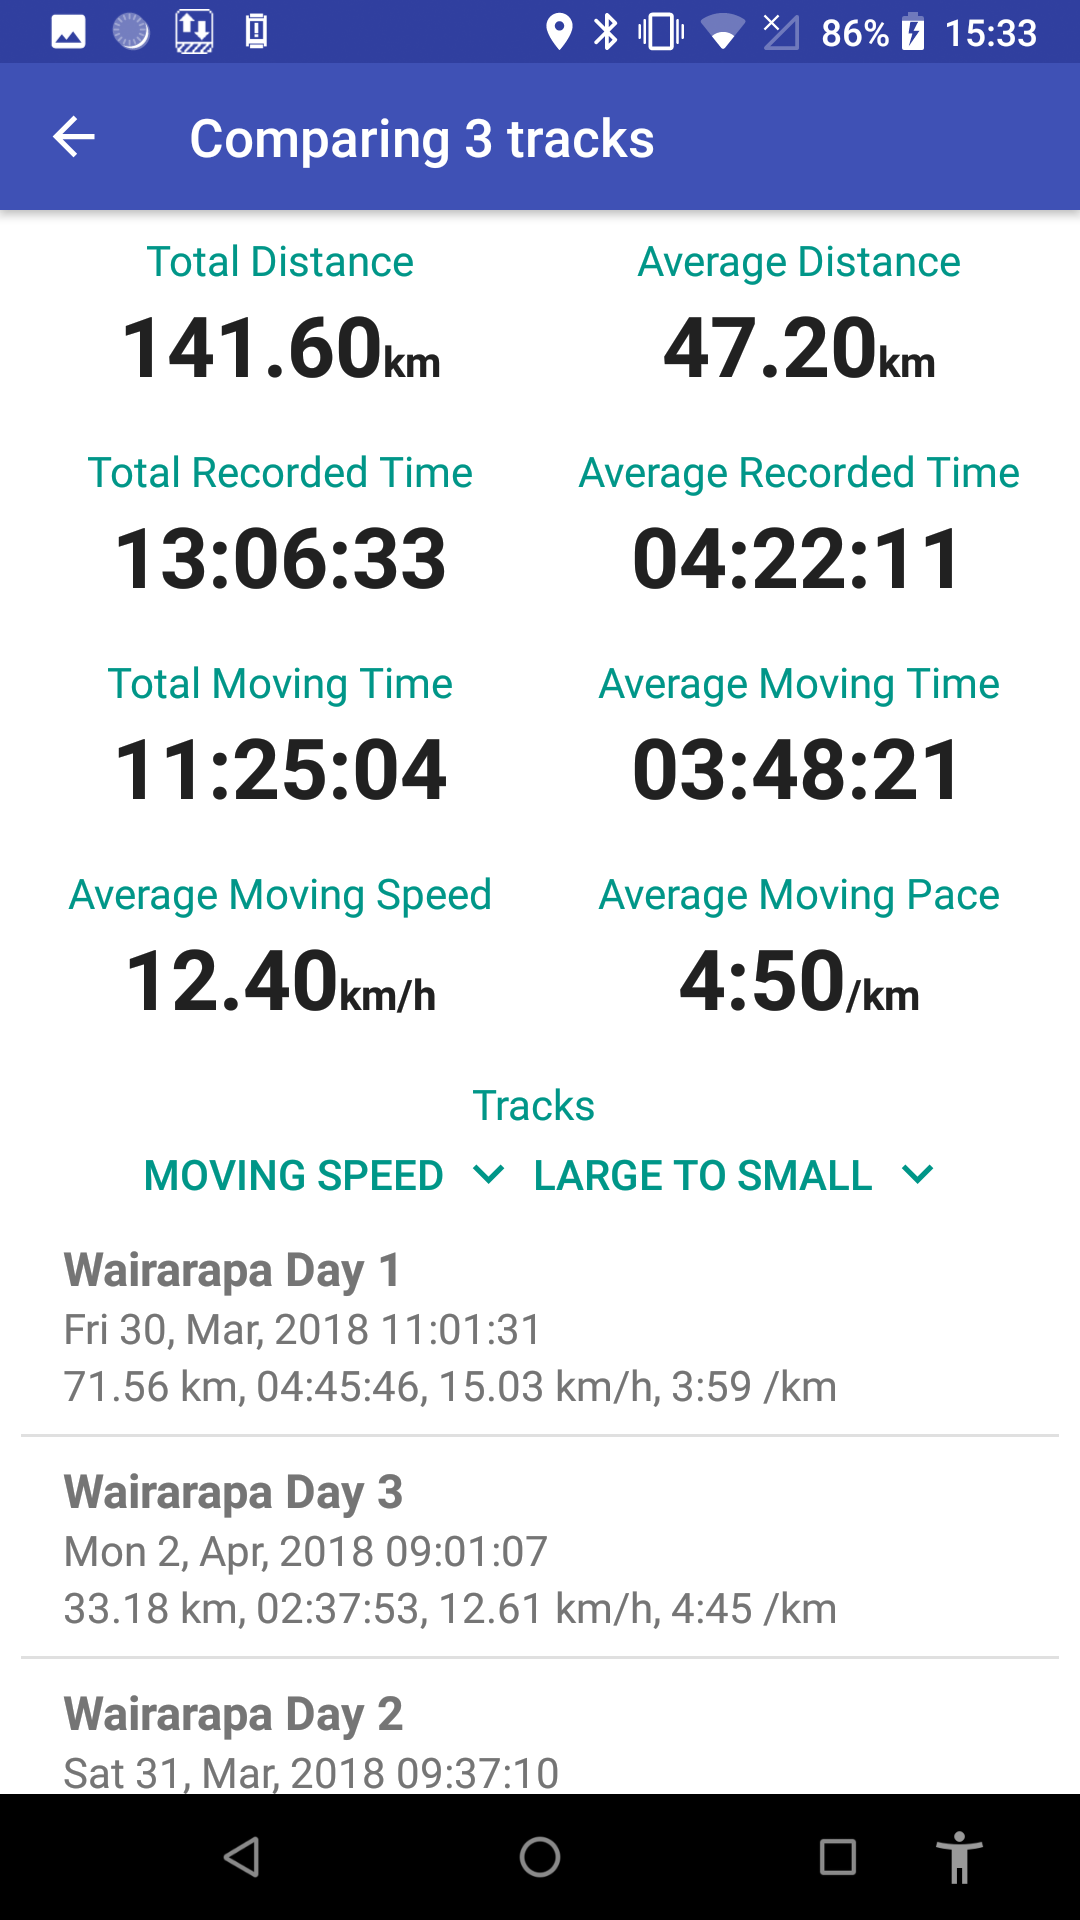 86% 15:33
Comparing 3 tracks
Total Distance Average Distance
141.60km 47.20km
Total Recorded Time Average Recorded Time
13:06:33 04:22:11
Total Moving Time Average Moving Time
11:25:04 03:48:21
Average Moving Speed Average Moving Pace
12.40km/h 4:50/km
Tracks
MOVING SPEED LARGE TO SMALL
Wairarapa Day 1
Fri 30, Mar, 2018 11:01:31
71.56 km, 04:45:46, 15.03 km/h, 3:59 /km
Wairarapa Day 3
Mon 2, Apr, 2018 09:01:07
33.18 km, 02:37:53, 12.61 km/h, 4:45 /km
Wairarapa Day 2
Sat 31, Mar, 2018 09:37:10